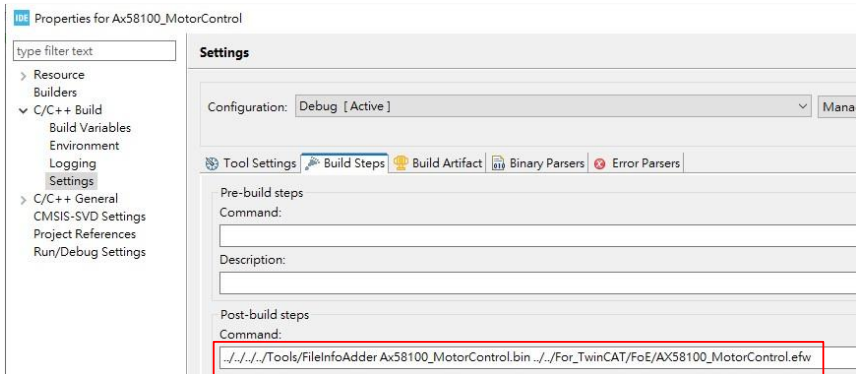 IDE Properties for Ax58100_MotorControl
type filter text
Resource
Builders
C/C++ Build
Build Variables
Environment
Logging
Settings
C/C++ General
CMSIS-SVD Settings
Project References
Run/Debug Settings
Settings
Configuration: Debug [ Active ]
Mana
Tool Settings Build Steps Build Artifact Binary Parsers Error Parsers
Pre-build steps
Command:
Description:
Post-build steps
Command:
../../../../Tools/FileInfoAdder Ax58100_MotorControl.bin ../../For_TwinCAT/FoE/AX58100_MotorControl.efw